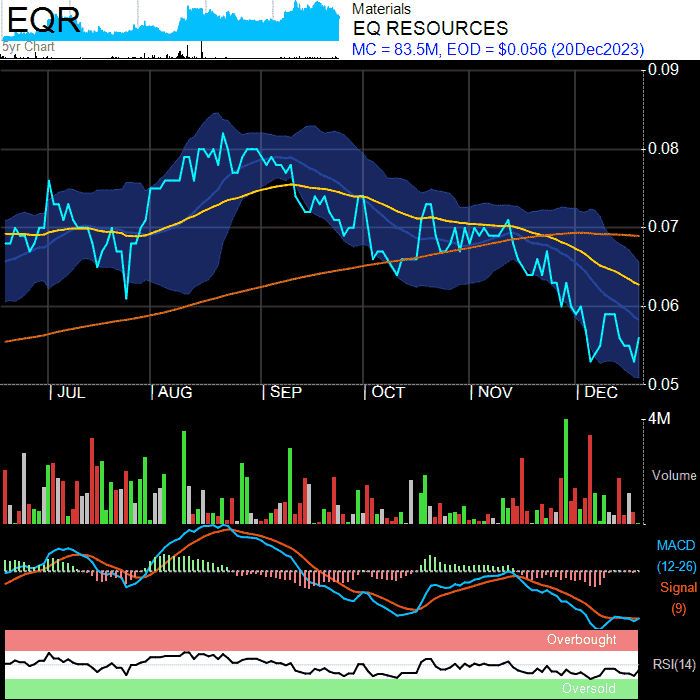 EQR
5yr Chart
Materials
EQ RESOURCES
MC = 83.5M, EOD = $0.056 (20Dec2023)
0.09
0.08
0.07
0.06
0.05
JUL AUG SEP OCT NOV DEC
4M
Volume
MACD
(12-26)
Signal
(9)
Overbought
RSI(14)
Oversold